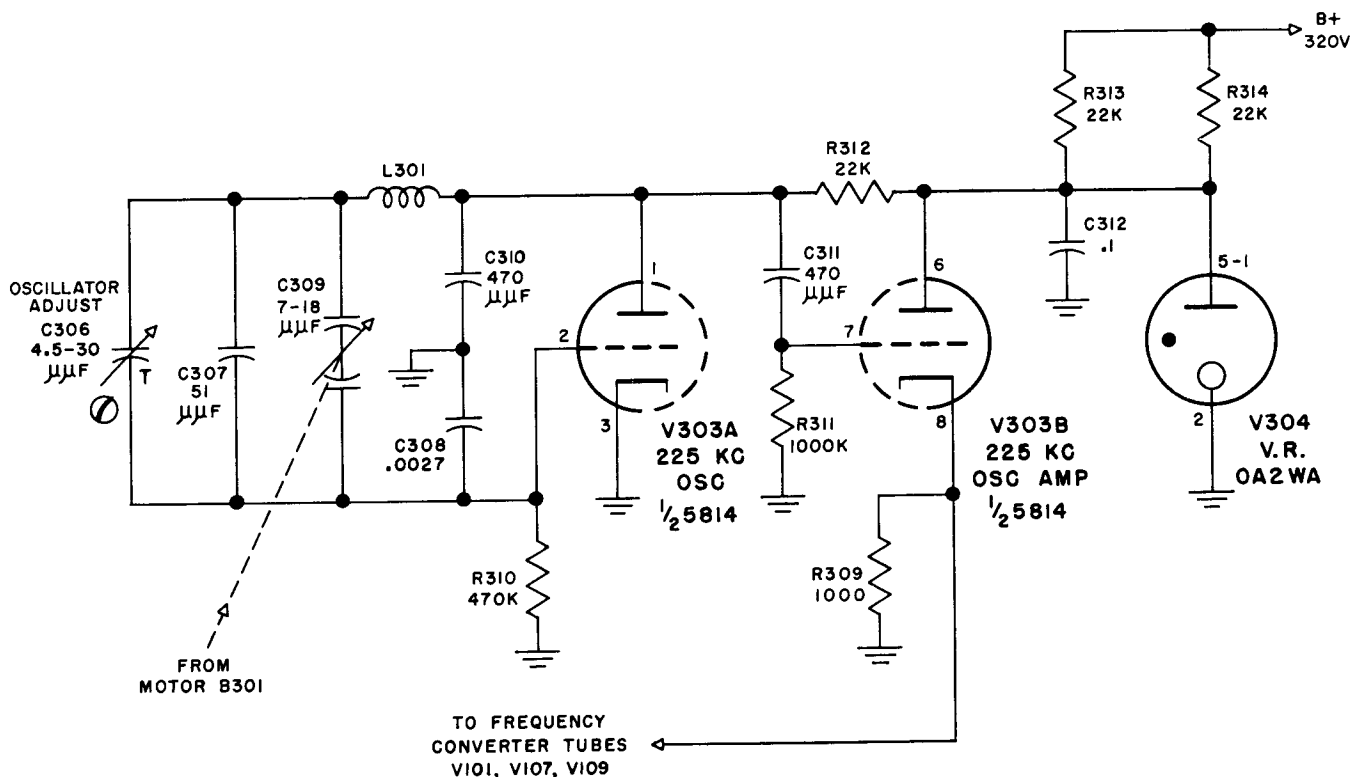 B+
320V
R313
22K
R314
22K
R312
22K
L301
C312
.1
C310
470
µµF
C311
470
µµF
1
6
5-1
OSCILLATOR
ADJUST
C306
4.5-30
µµF
T
C309
7-18
µµF
C307
51
µµF
2
7
3
8
2
C308
.0027
R311
1000K
V303A
225 KC
OSC
1/2 5814
V303B
225 KC
OSC AMP
1/2 5814
V304
V.R.
OA2WA
R310
470K
R309
1000
FROM
MOTOR B301
TO FREQUENCY
CONVERTER TUBES
V101, V107, V109